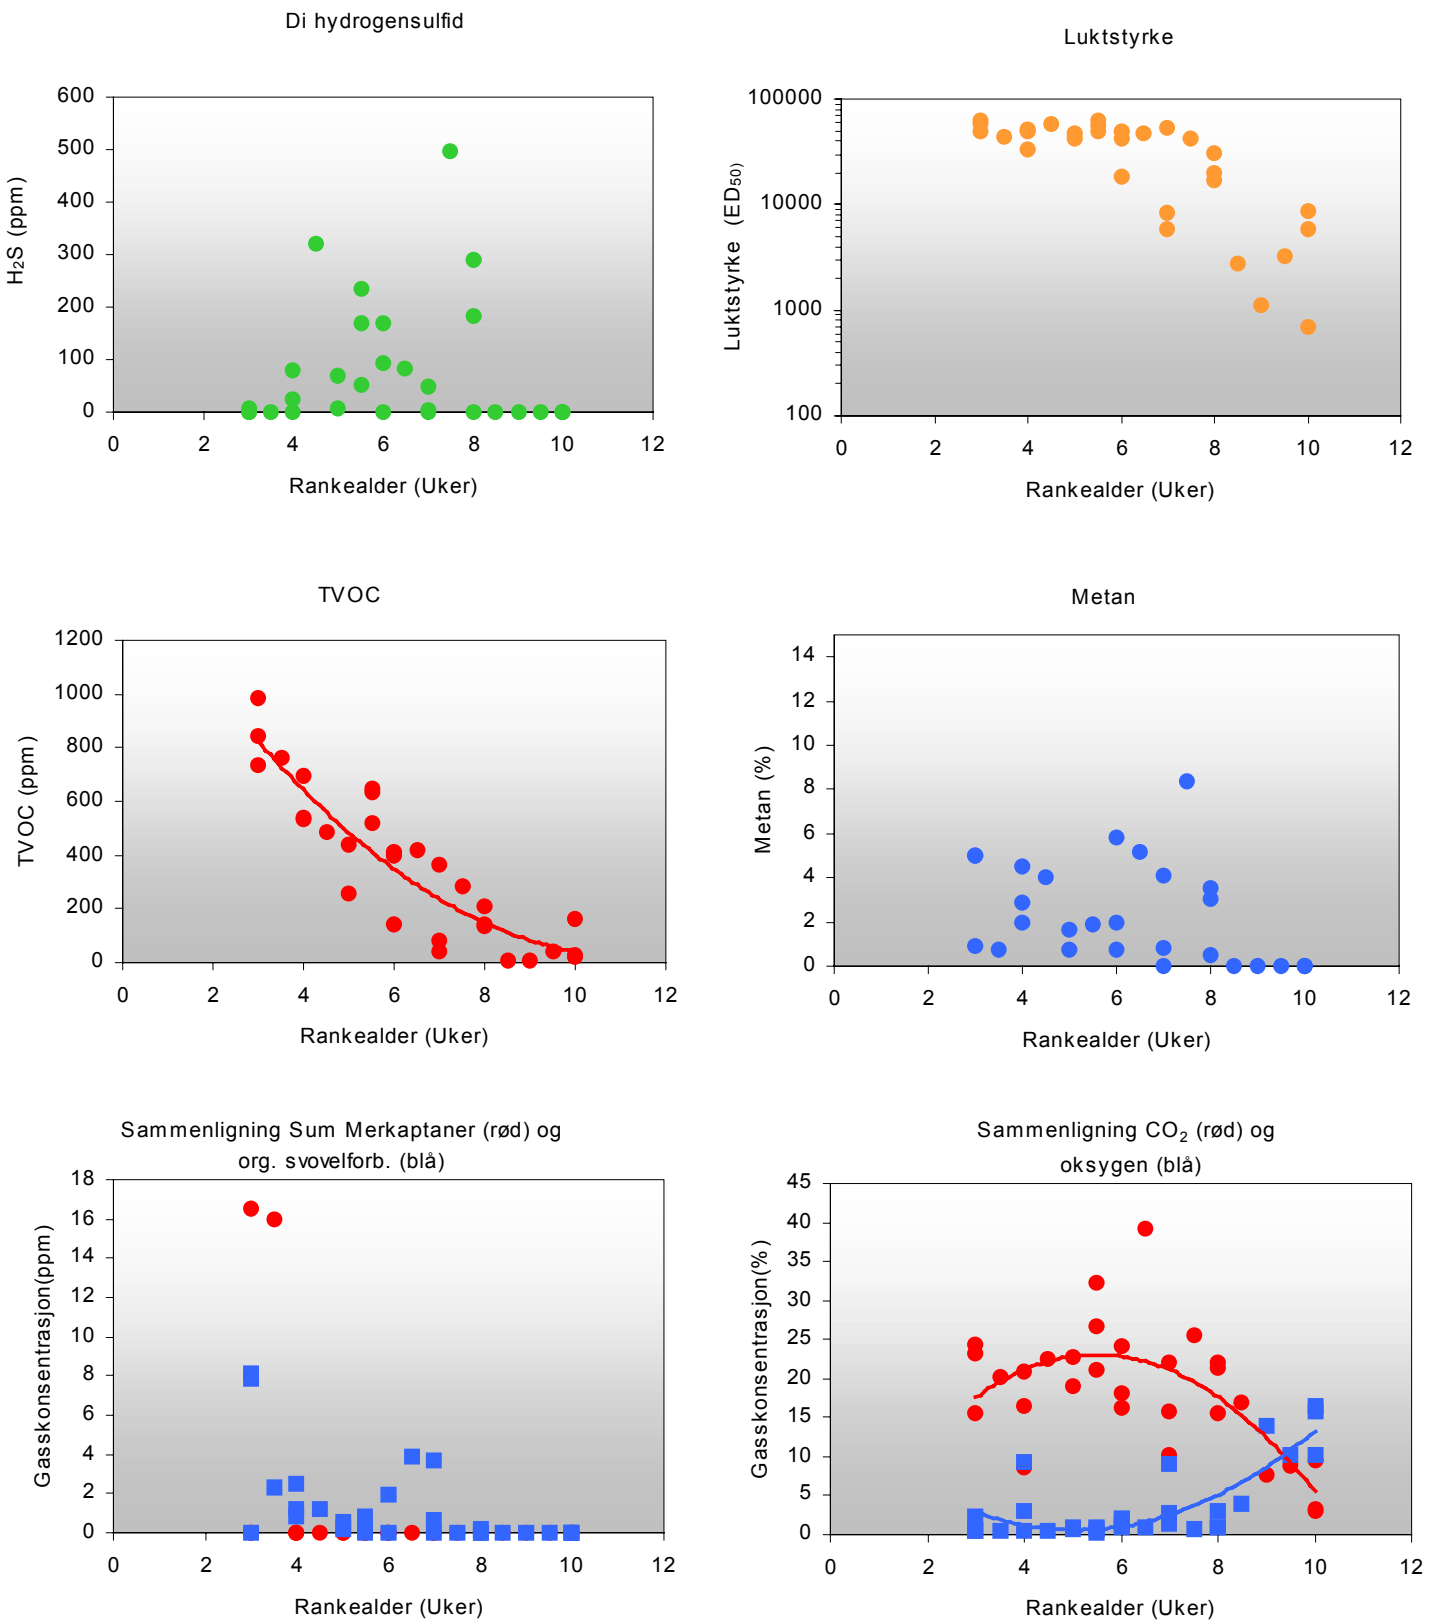 Di hydrogensulfid
600
500
400
300
200
100
0
H₂S (ppm)
0 2 4 6 8 10 12
Rankealder (Uker)
Luktstyrke
100000
10000
1000
100
Luktstyrke (ED₅₀)
0 2 4 6 8 10 12
Rankealder (Uker)
TVOC
1200
1000
800
600
400
200
0
TVOC (ppm)
0 2 4 6 8 10 12
Rankealder (Uker)
Metan
14
12
10
8
6
4
2
0
Metan (%)
0 2 4 6 8 10 12
Rankealder (Uker)
Sammenligning Sum Merkaptaner (rød) og
org. svovelforb. (blå)
18
16
14
12
10
8
6
4
2
0
Gasskonsentrasjon(ppm)
0 2 4 6 8 10 12
Rankealder (Uker)
Sammenligning CO₂ (rød) og
oksygen (blå)
45
40
35
30
25
20
15
10
5
0
Gasskonsentrasjon(%)
0 2 4 6 8 10 12
Rankealder (Uker)